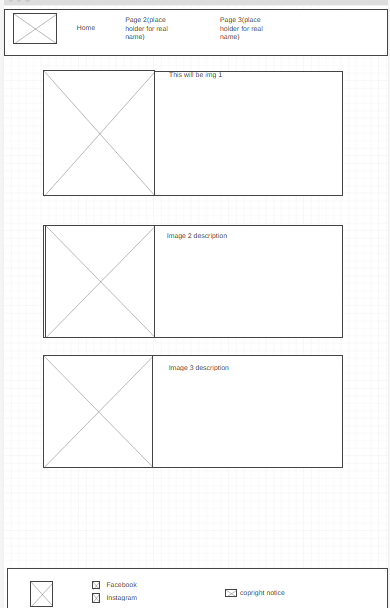 Home
Page 2(place
holder for real
name)
Page 3(place
holder for real
name)
This will be img 1
Image 2 description
Image 3 description
Facebook
Instagram
copright notice